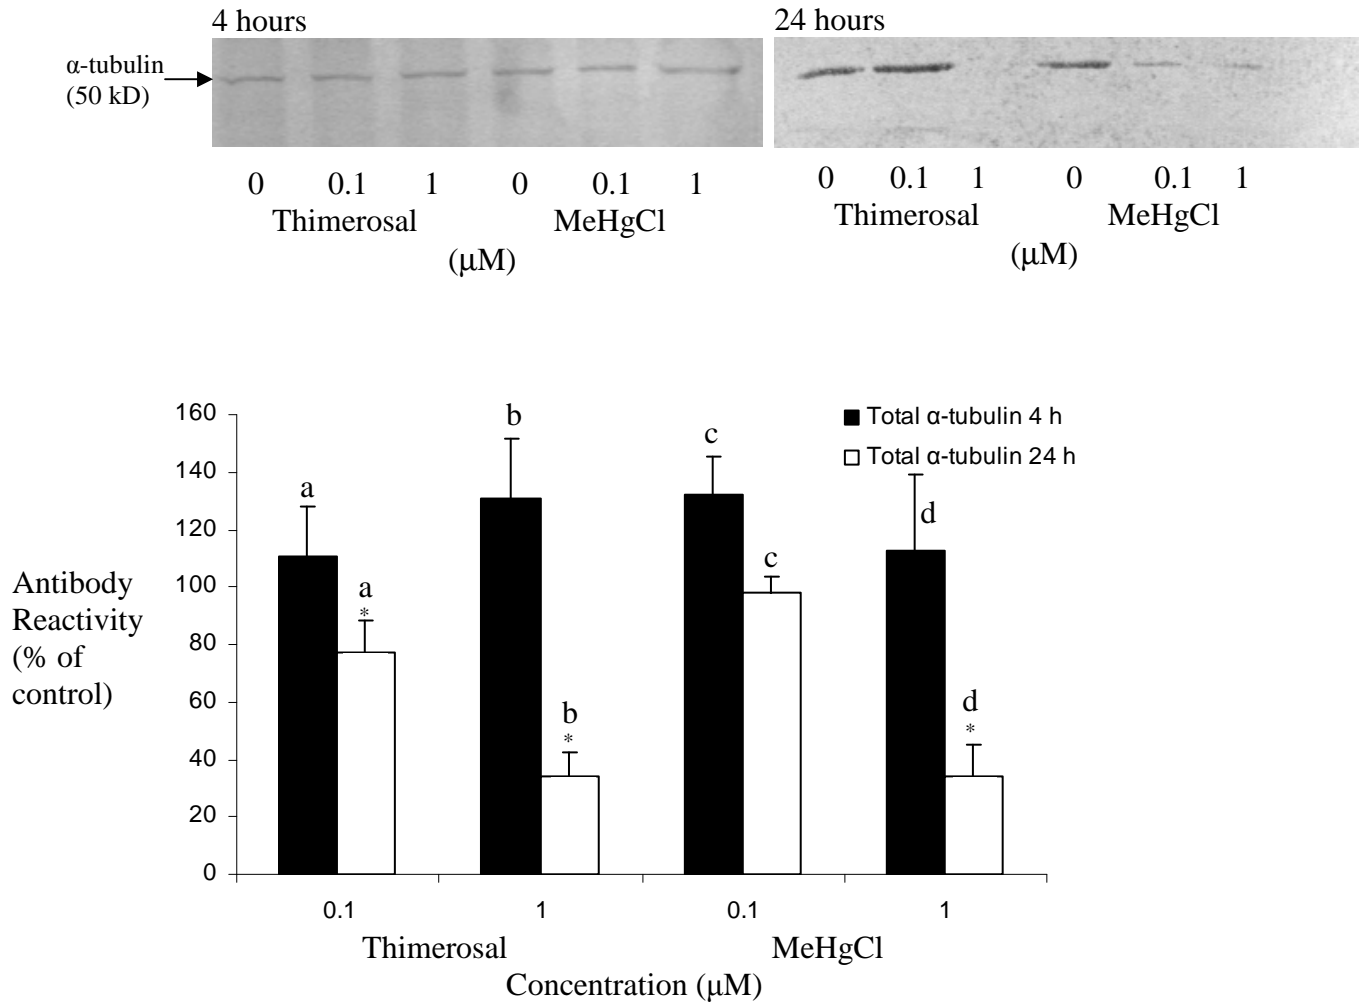 4 hours
24 hours
α-tubulin
(50 kD)
0 0.1 1 0 0.1 1
Thimerosal MeHgCl
(μM)
0 0.1 1 0 0.1 1
Thimerosal MeHgCl
(μM)
Total α-tubulin 4 h
Total α-tubulin 24 h
Antibody
Reactivity
(% of
control)
160
140
120
100
80
60
40
20
0
a
a
*
b
b
*
c
c
d
d
*
0.1 1 0.1 1
Thimerosal MeHgCl
Concentration (μM)